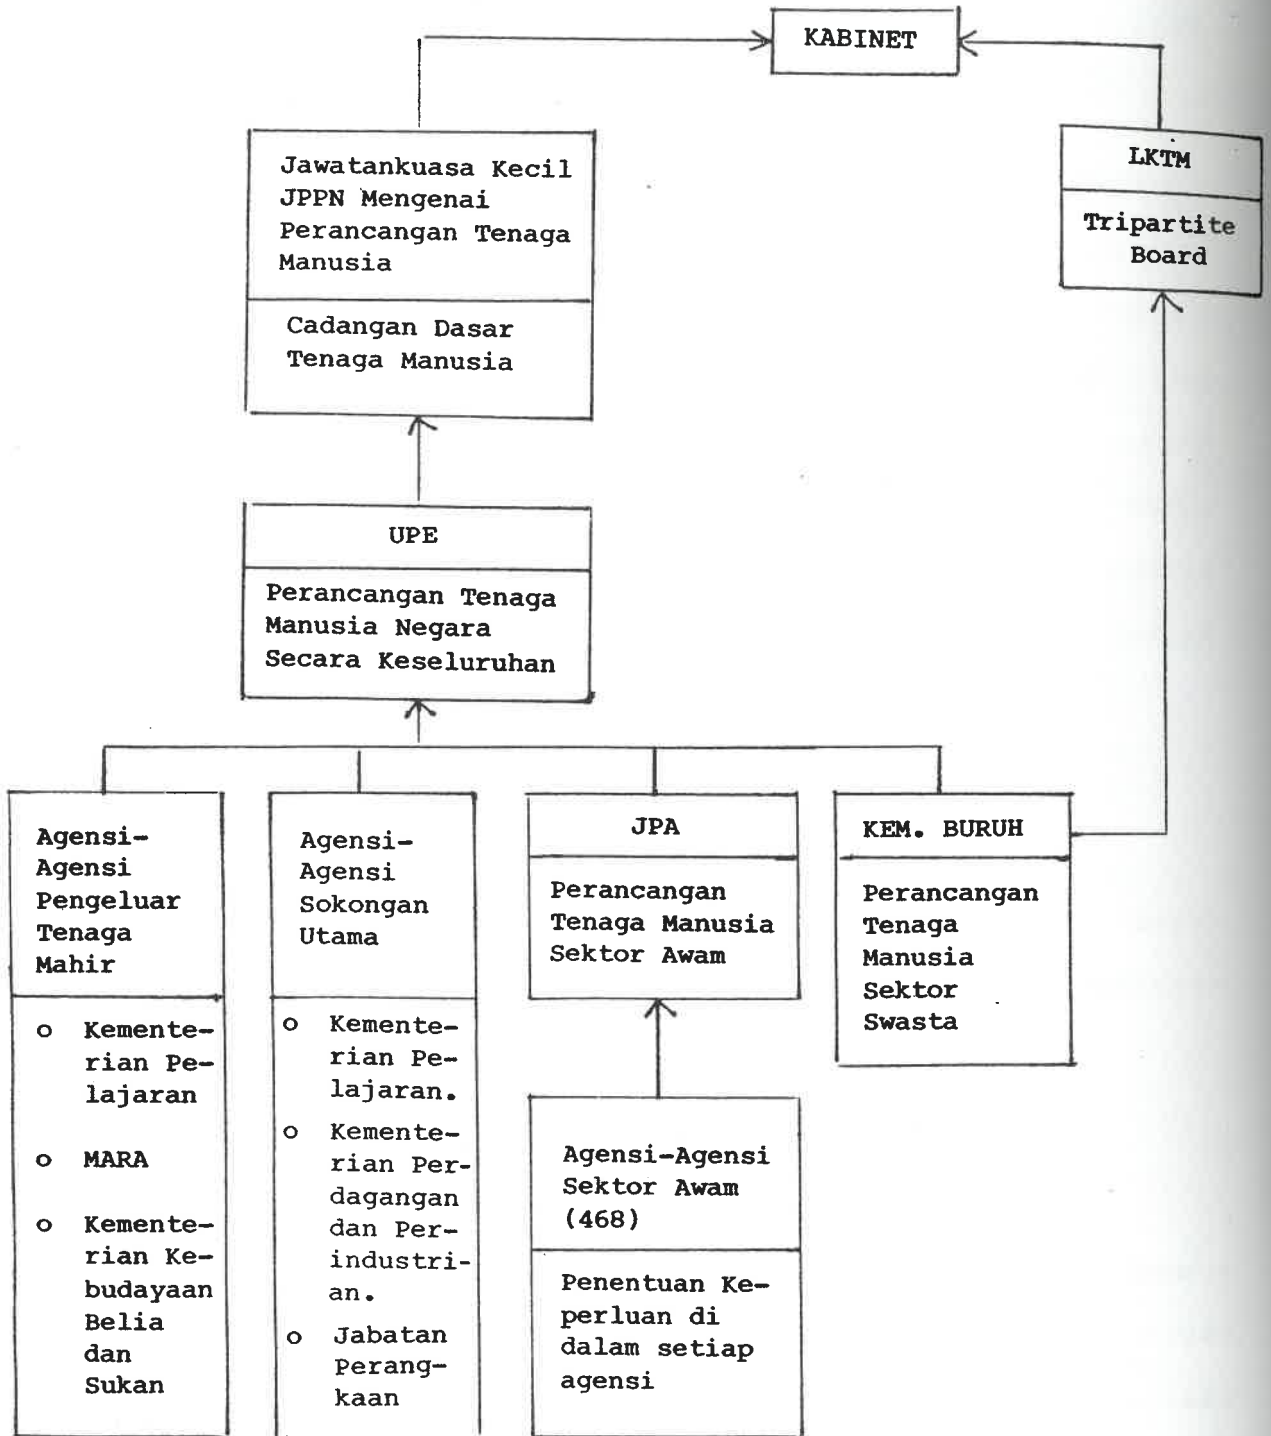 KABINET
Jawatankuasa Kecil
JPPN Mengenai
Perancangan Tenaga
Manusia
Cadangan Dasar
Tenaga Manusia
LKTM
Tripartite
Board
UPE
Perancangan Tenaga
Manusia Negara
Secara Keseluruhan
Agensi-
Agensi
Pengeluar
Tenaga
Mahir
o Kemente-
rian Pe-
lajaran
o MARA
o Kemente-
rian Ke-
budayaan
Belia
dan
Sukan
Agensi-
Agensi
Sokongan
Utama
o Kemente-
rian Pe-
lajaran.
o Kemente-
rian Per-
dagangan
dan Per-
industri-
an.
o Jabatan
Perang-
kaan
JPA
Perancangan
Tenaga Manusia
Sektor Awam
Agensi-Agensi
Sektor Awam
(468)
Penentuan Ke-
perluan di
dalam setiap
agensi
KEM. BURUH
Perancangan
Tenaga
Manusia
Sektor
Swasta